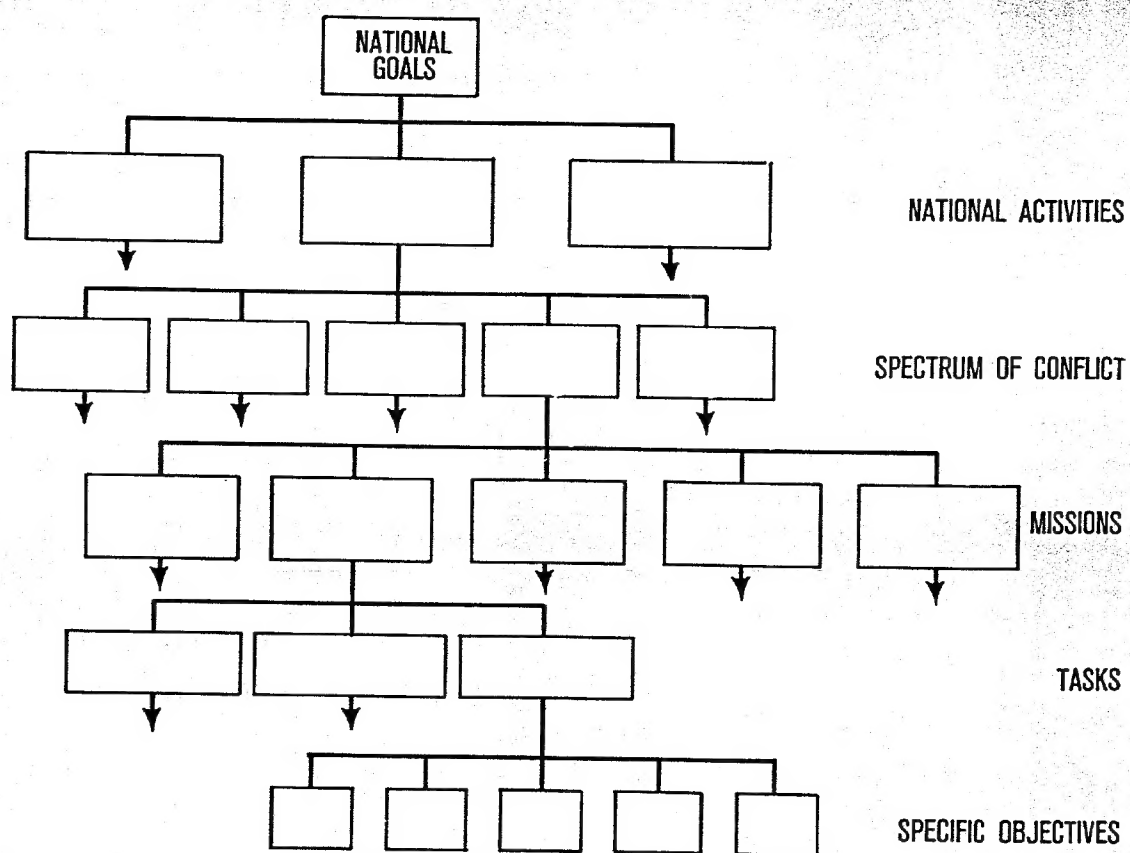 NATIONAL
GOALS
NATIONAL ACTIVITIES
SPECTRUM OF CONFLICT
MISSIONS
TASKS
SPECIFIC OBJECTIVES